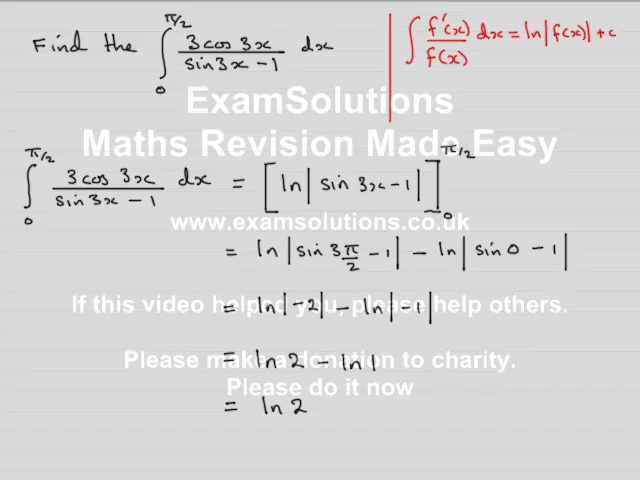 Find the ∫₀^(π/2) (3cos 3x)/(sin3x − 1) dx
∫ f'(x)/f(x) dx = ln|f(x)| + c
ExamSolutions
Maths Revision Made Easy
∫₀^(π/2) (3cos 3x)/(sin3x − 1) dx = [ln|sin 3x − 1|]₀^(π/2)
www.examsolutions.co.uk
= ln|sin 3π/2 − 1| − ln|sin 0 − 1|
If this video helped you, please help others.
= ln|−2| − ln|−1|
Please make a donation to charity.
= ln 2 − ln 1
Please do it now
= ln 2